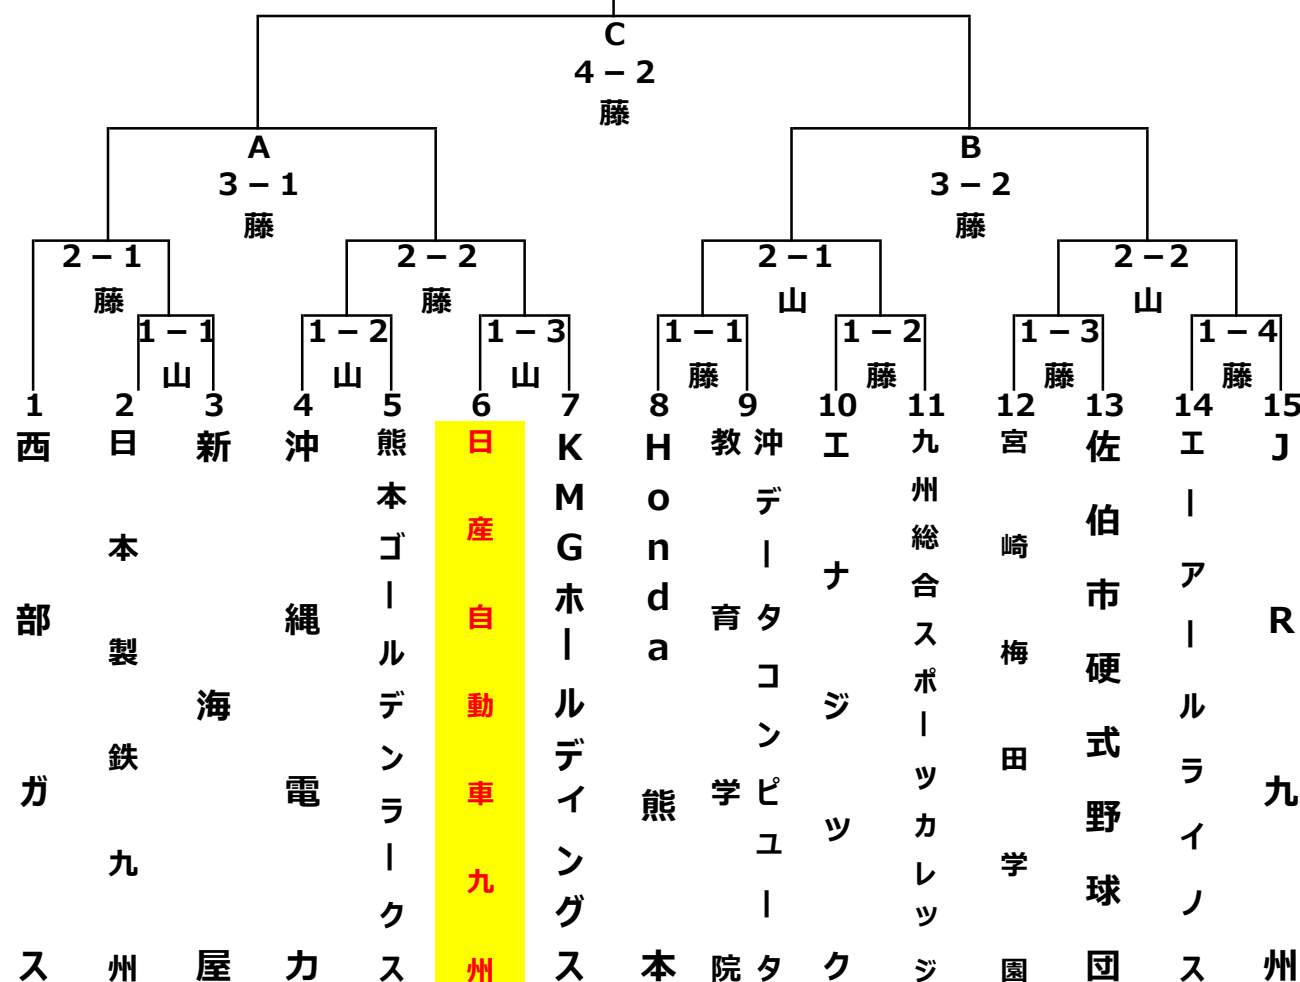 C
4－2
藤
A
3－1
藤
B
3－2
藤
2－1
藤
2－2
藤
2－1
山
2－2
山
1－1
山
1－2
山
1－3
山
1－1
藤
1－2
藤
1－3
藤
1－4
藤
1
2
3
4
5
6
7
8
9
10
11
12
13
14
15
西部ガス
日本製鉄九州
新海屋
沖縄電力
熊本ゴールデンラークス
日産自動車九州
KMGホールディングス
Honda熊本
沖データコンピュータ
教育学院
エナジック
九州総合スポーツカレッジ
宮崎梅田学園
佐伯市硬式野球団
エーアールライノス
JR九州